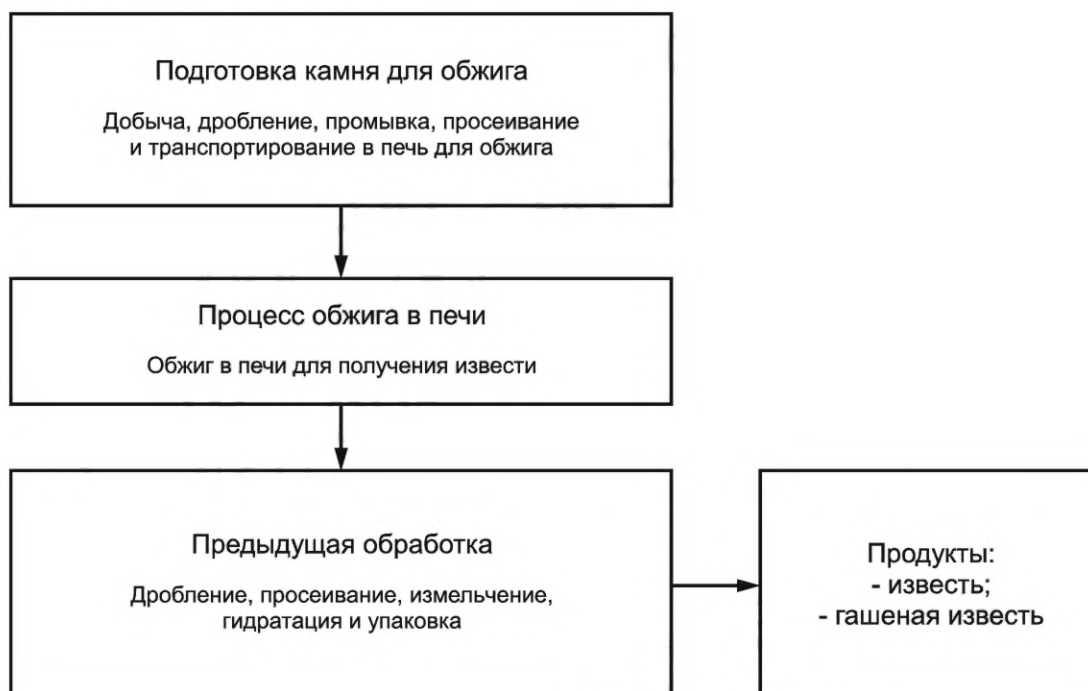 Подготовка камня для обжига
Добыча, дробление, промывка, просеивание
и транспортирование в печь для обжига
Процесс обжига в печи
Обжиг в печи для получения извести
Предыдущая обработка
Дробление, просеивание, измельчение,
гидратация и упаковка
Продукты:
- известь;
- гашеная известь